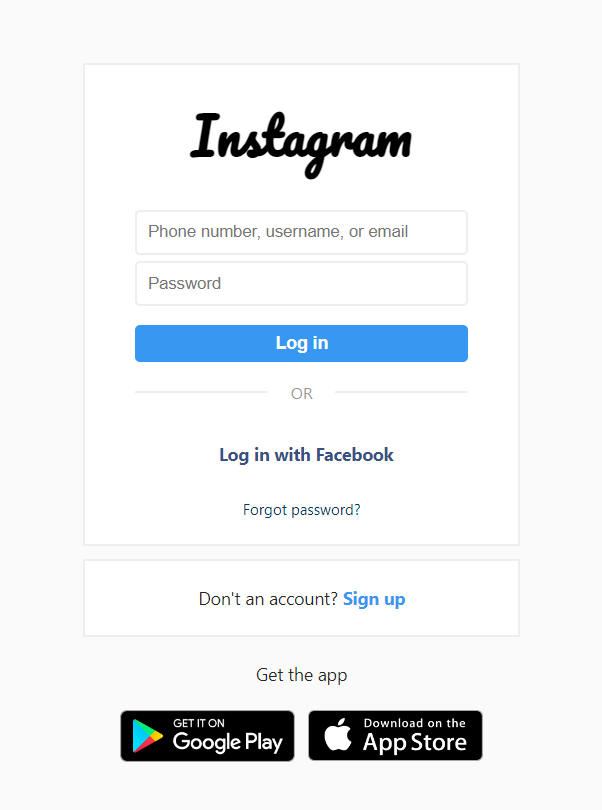 Instagram
Phone number, username, or email
Password
Log in
OR
Log in with Facebook
Forgot password?
Don't an account? Sign up
Get the app
GET IT ON
Google Play
Download on the
App Store